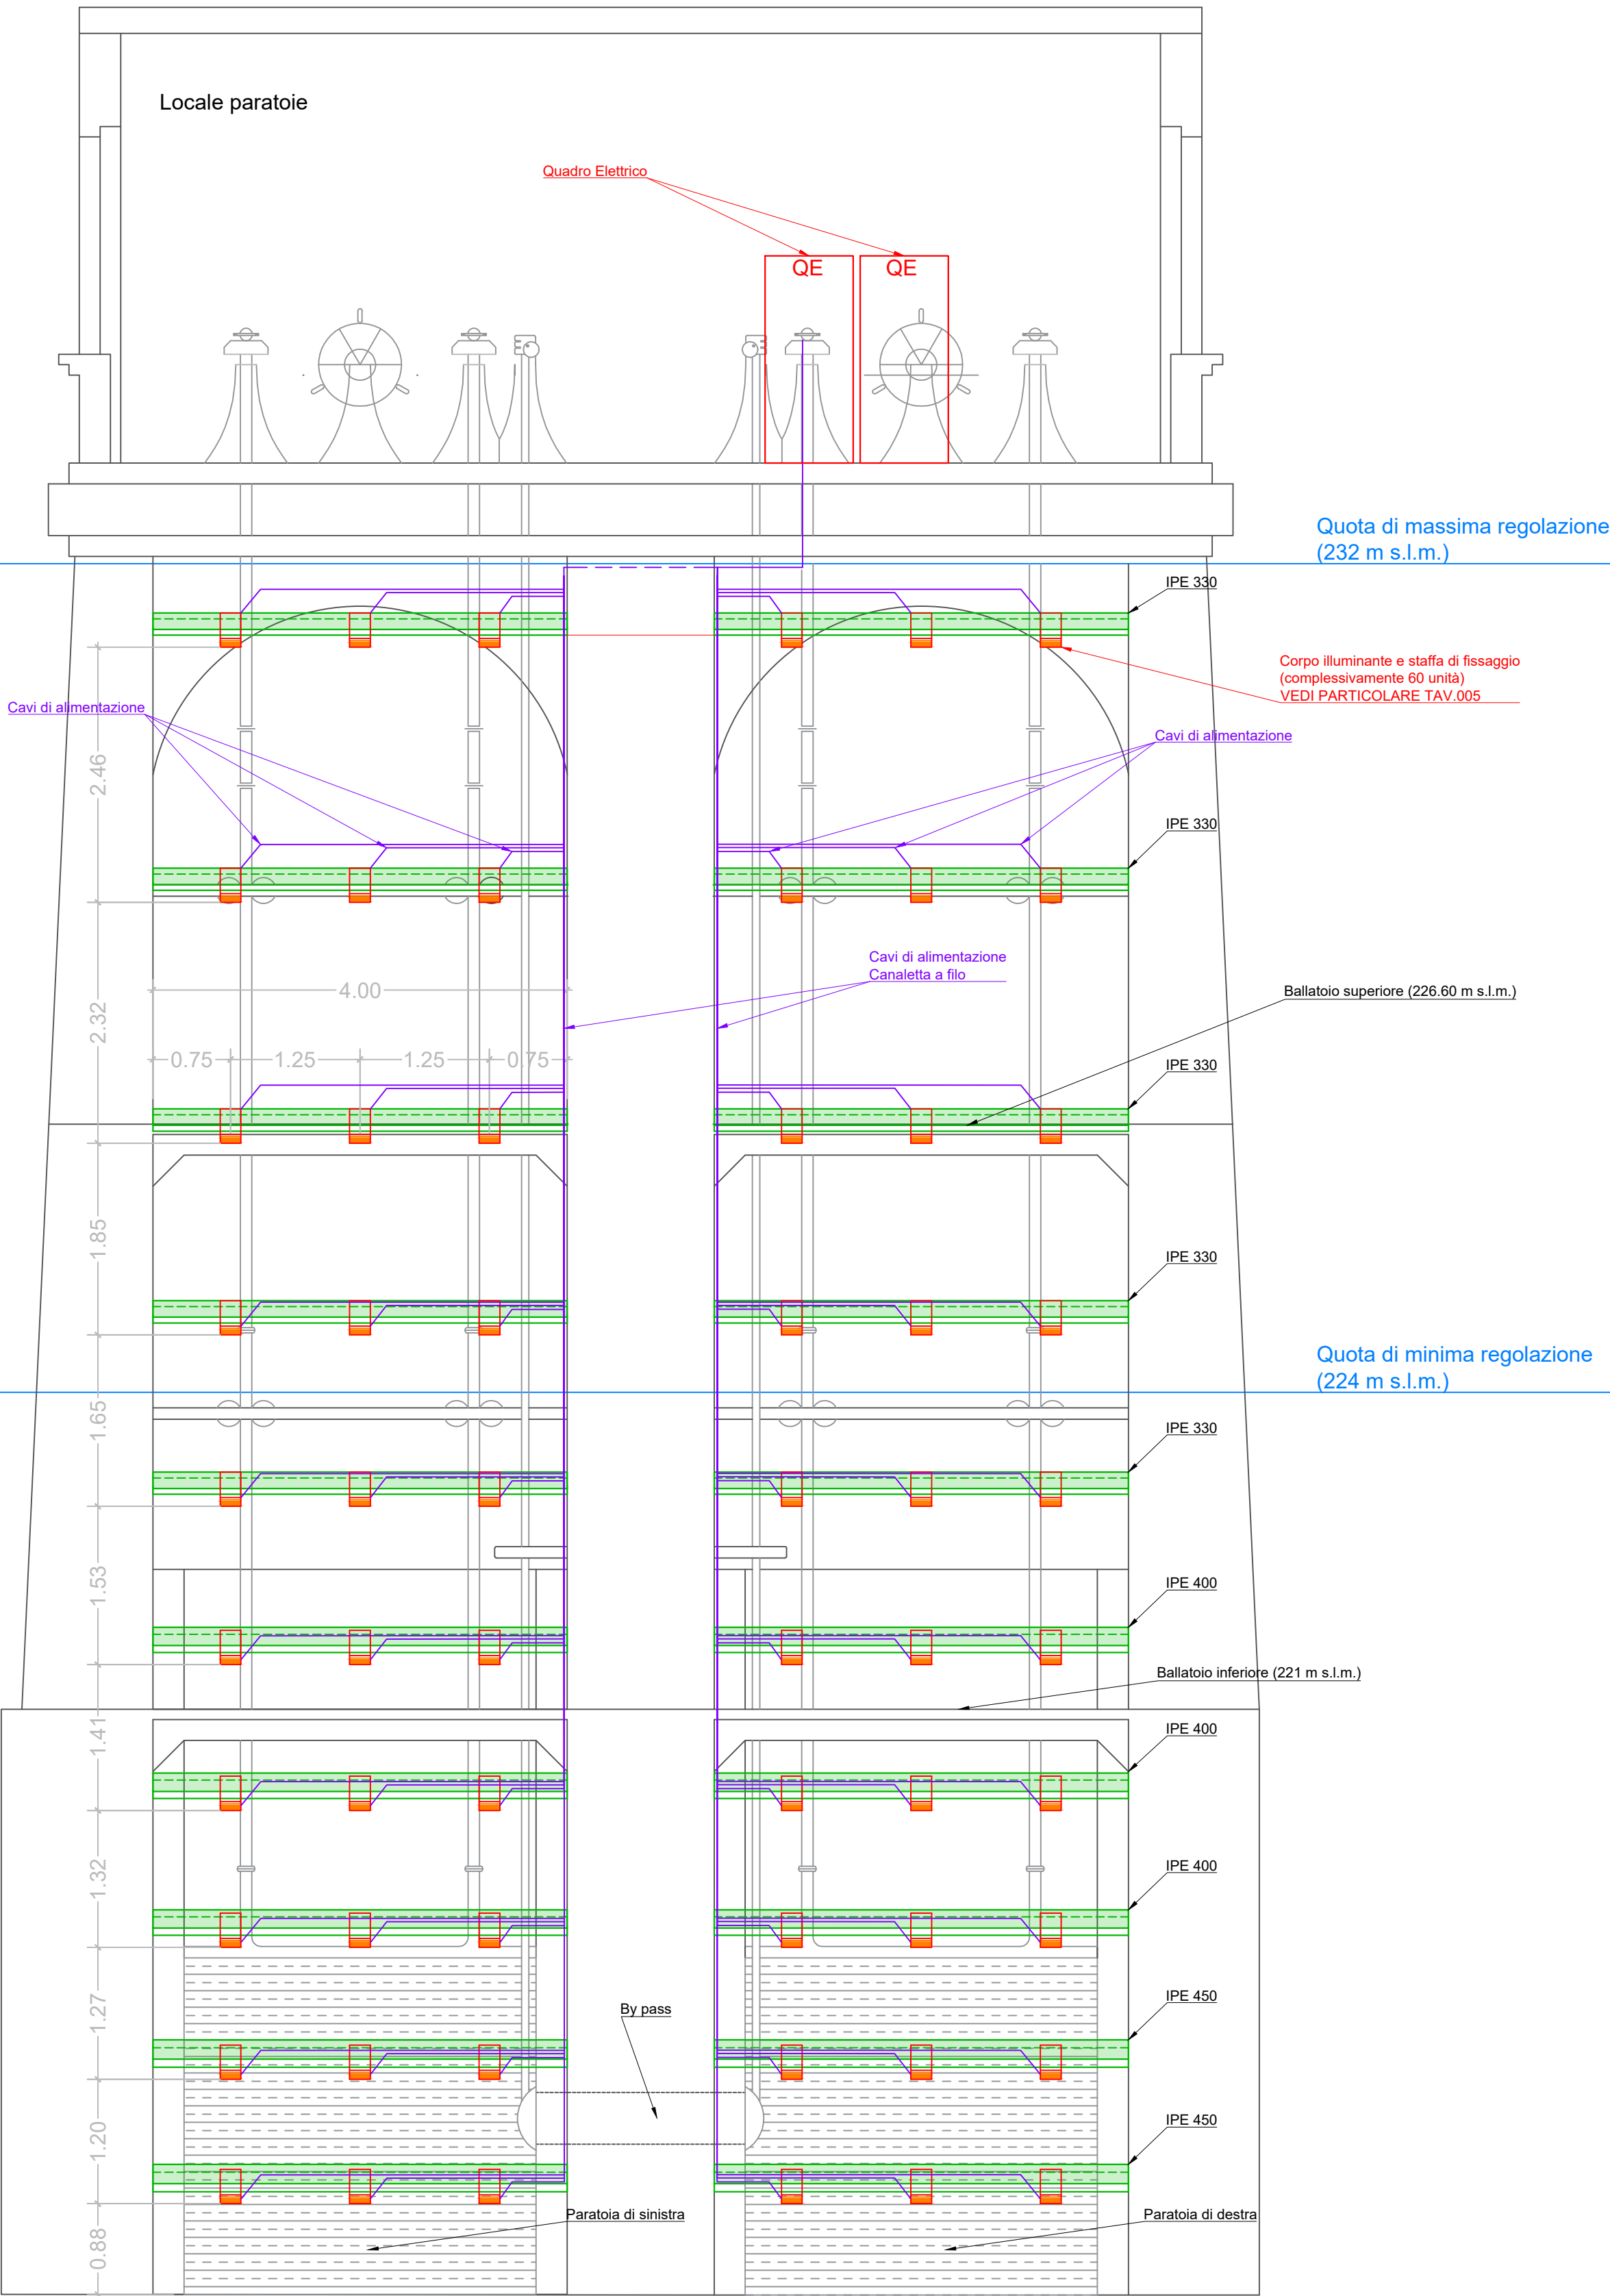 Locale paratoie
Quadro Elettrico
QE
QE
Quota di massima regolazione
(232 m s.l.m.)
IPE 330
Corpo illuminante e staffa di fissaggio
(complessivamente 60 unità)
VEDI PARTICOLARE TAV.005
Cavi di alimentazione
Cavi di alimentazione
2.46
IPE 330
Cavi di alimentazione
Canaletta a filo
4.00
Ballatoio superiore (226.60 m s.l.m.)
2.32
0.75
1.25
1.25
0.75
IPE 330
1.85
IPE 330
Quota di minima regolazione
(224 m s.l.m.)
1.65
IPE 330
1.53
IPE 400
Ballatoio inferiore (221 m s.l.m.)
1.41
IPE 400
1.32
IPE 400
1.27
IPE 450
By pass
1.20
IPE 450
Paratoia di sinistra
Paratoia di destra
0.88